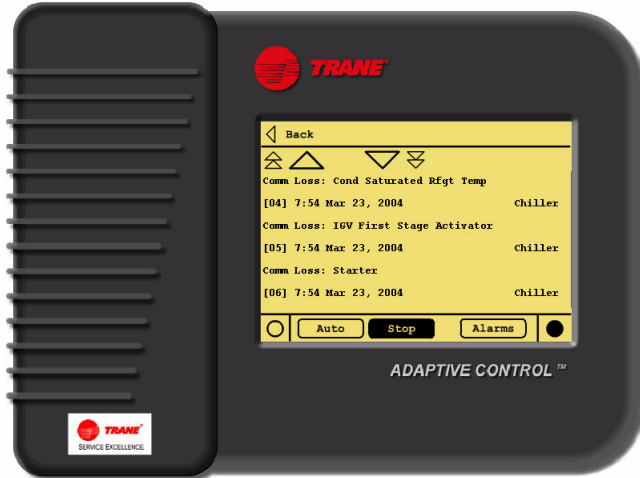 TRANE
Back
Comm Loss: Cond Saturated Rfgt Temp
[04] 7:54 Mar 23, 2004 Chiller
Comm Loss: IGV First Stage Activator
[05] 7:54 Mar 23, 2004 Chiller
Comm Loss: Starter
[06] 7:54 Mar 23, 2004 Chiller
Auto Stop Alarms
ADAPTIVE CONTROL ™
TRANE
SERVICE EXCELLENCE